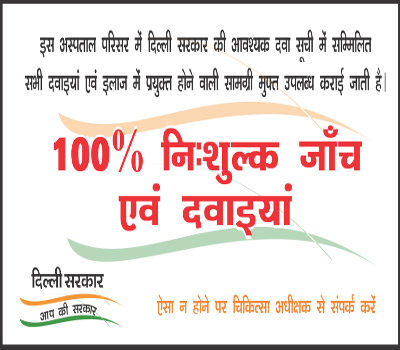 इस अस्पताल परिसर में दिल्ली सरकार की आवश्यक दवा सूची में सम्मिलित
सभी दवाइयां एवं इलाज में प्रयुक्त होने वाली सामग्री मुफ्त उपलब्ध कराई जाती है|
100% निःशुल्क जाँच
एवं दवाइयां
दिल्ली सरकार
आप की सरकार
ऐसा न होने पर चिकित्सा अधीक्षक से संपर्क करें